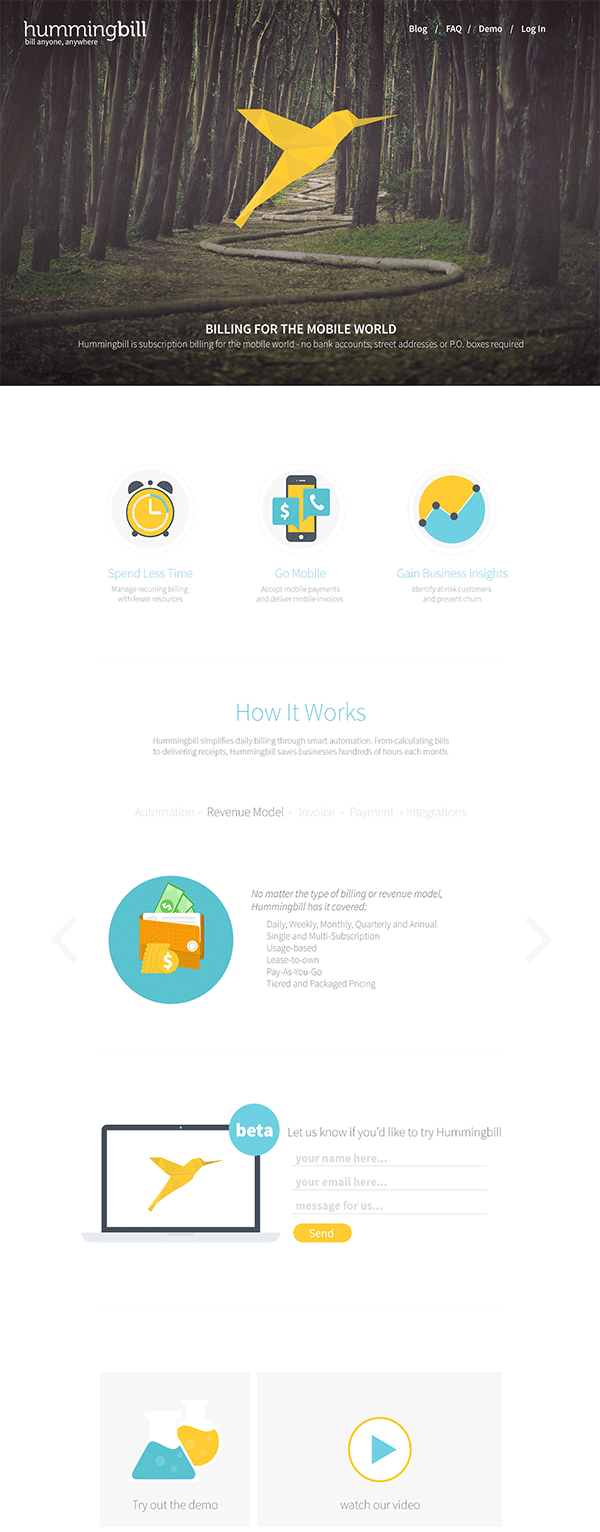 hummingbill
bill anyone, anywhere
Blog / FAQ / Demo / Log In
BILLING FOR THE MOBILE WORLD
Hummingbill is subscription billing for the mobile world - no bank accounts, street addresses or P.O. boxes required
$
Spend Less Time
Go Mobile
Gain Business Insights
Manage recurring billing
with fewer resources
Accept mobile payments
and deliver mobile invoices
Identify at-risk customers
and prevent churn
How It Works
Hummingbill simplifies daily billing through smart automation. From calculating bills
to delivering receipts, Hummingbill saves businesses hundreds of hours each month.
Automation • Revenue Model • Invoice • Payment • Integrations
No matter the type of billing or revenue model,
Hummingbill has it covered:
Daily, Weekly, Monthly, Quarterly and Annual
Single and Multi-Subscription
Usage-based
Lease-to-own
Pay-As-You-Go
Tiered and Packaged Pricing
$
beta
Let us know if you'd like to try Hummingbill
your name here...
your email here...
message for us...
Send
Try out the demo
watch our video